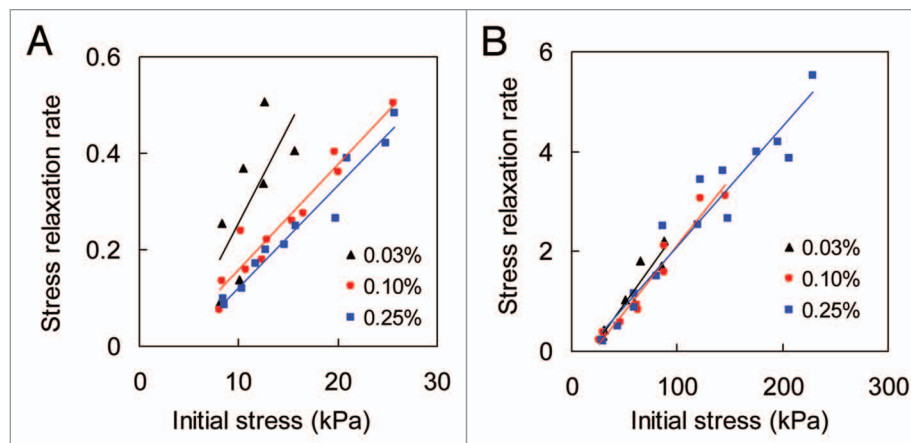 A
Stress relaxation rate
0.6
0.4
0.2
0
0.03%
0.10%
0.25%
0 10 20 30
Initial stress (kPa)
B
Stress relaxation rate
6
4
2
0
0.03%
0.10%
0.25%
0 100 200 300
Initial stress (kPa)